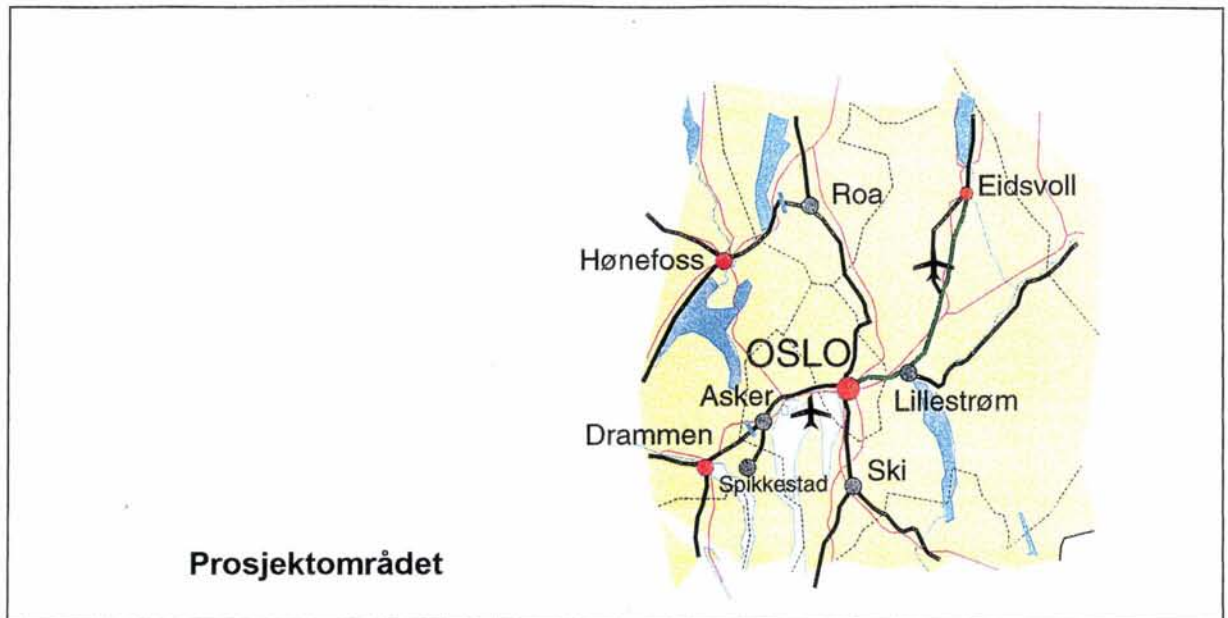 Roa
Eidsvoll
Hønefoss
OSLO
Asker
Lillestrøm
Drammen
Spikkestad
Ski
Prosjektområdet